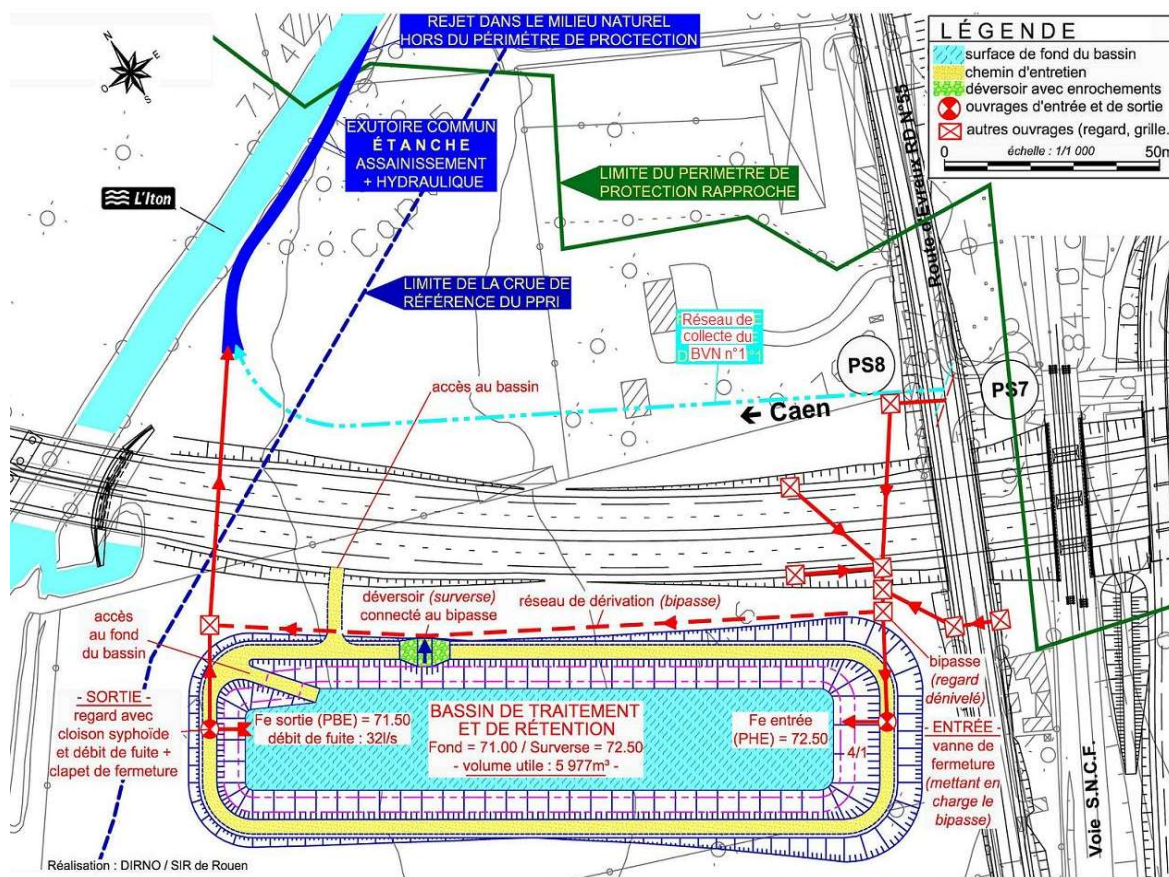 REJET DANS LE MILIEU NATUREL
HORS DU PÉRIMÉTRE DE PROCTECTION
LÉGENDE
surface de fond du bassin
chemin d'entretien
déversoir avec enrochements
ouvrages d'entrée et de sortie
autres ouvrages (regard, grille.
0
échelle : 1/1 000
50m
N
E
S
O
EXUTOIRE COMMUN
ÉTANCHE
ASSAINISSEMENT
+ HYDRAULIQUE
LIMITE DU PERIMÉTRE DE
PROTECTION RAPPROCHE
L'Iton
LIMITE DE LA CRUE DE
RÉFÉRENCE DU PPRI
Route d'Evreux RD N°55
Réseau de
collecte du
BVN n°1
PS8
PS7
accès au bassin
← Caen
déversoir (surverse)
connecté au bipasse
réseau de dérivation (bipasse)
accès
au fond
du bassin
bipasse
(regard
dénivelé)
- SORTIE -
regard avec
cloison syphoïde
et débit de fuite +
clapet de fermeture
Fe sortie (PBE) = 71.50
débit de fuite : 32l/s
BASSIN DE TRAITEMENT
ET DE RÉTENTION
Fond = 71.00 / Surverse = 72.50
- volume utile : 5 977m³ -
Fe entrée
(PHE) = 72.50
4/1
- ENTRÉE -
vanne de
fermeture
(mettant en
charge le
bipasse)
Voie S.N.C.F.
Réalisation : DIRNO / SIR de Rouen